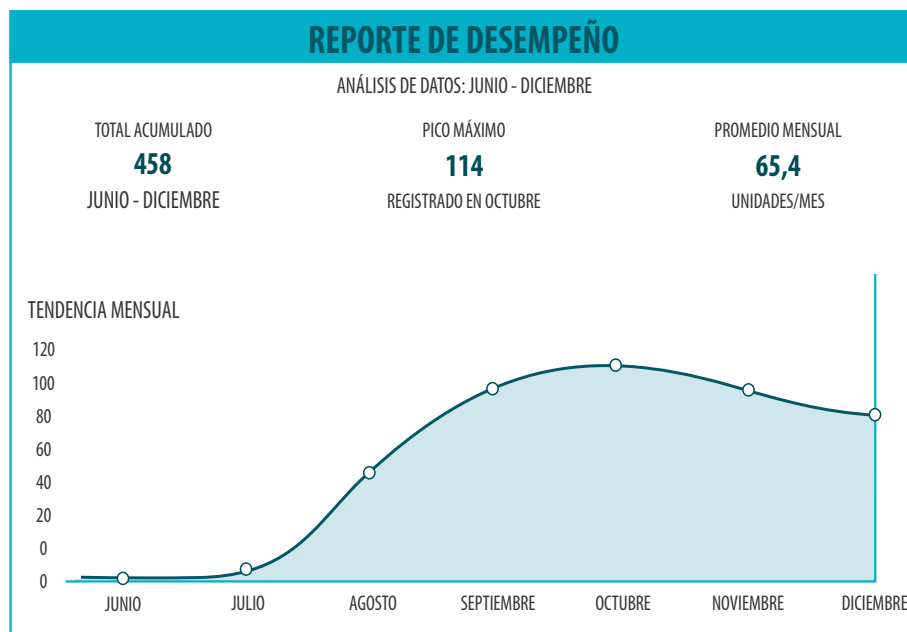 REPORTE DE DESEMPEÑO
ANÁLISIS DE DATOS: JUNIO - DICIEMBRE
TOTAL ACUMULADO
458
JUNIO - DICIEMBRE
PICO MÁXIMO
114
REGISTRADO EN OCTUBRE
PROMEDIO MENSUAL
65,4
UNIDADES/MES
TENDENCIA MENSUAL
120
100
80
60
40
20
0
0
JUNIO JULIO AGOSTO SEPTIEMBRE OCTUBRE NOVIEMBRE DICIEMBRE